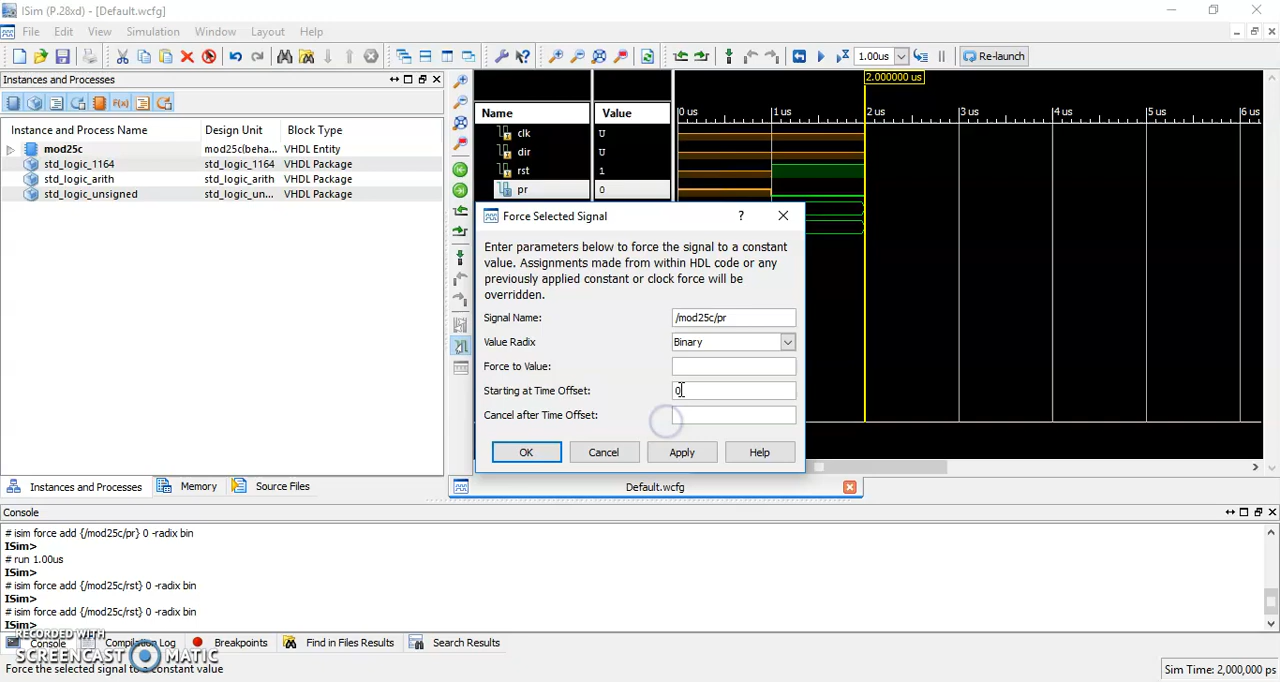 ISim (P.28xd) - [Default.wcfg]
File Edit View Simulation Window Layout Help
1.00us Re-launch
Instances and Processes
Instance and Process Name Design Unit Block Type
mod25c mod25c(beha... VHDL Entity
std_logic_1164 std_logic_1164 VHDL Package
std_logic_arith std_logic_arith VHDL Package
std_logic_unsigned std_logic_un... VHDL Package
Instances and Processes Memory Source Files
2.000000 us
Name Value
0 us 1 us 2 us 3 us 4 us 5 us 6 us
clk U
dir U
rst 1
pr 0
Force Selected Signal ?
Enter parameters below to force the signal to a constant
value. Assignments made from within HDL code or any
previously applied constant or clock force will be
overridden.
Signal Name: /mod25c/pr
Value Radix Binary
Force to Value:
Starting at Time Offset: 0
Cancel after Time Offset:
OK Cancel Apply Help
Default.wcfg
Console
# isim force add {/mod25c/pr} 0 -radix bin
ISim>
# run 1.00us
ISim>
# isim force add {/mod25c/rst} 0 -radix bin
ISim>
# isim force add {/mod25c/rst} 0 -radix bin
ISim>
Console Compilation Log Breakpoints Find in Files Results Search Results
RECORDED WITH
SCREENCAST MATIC
Force the selected signal to a constant value
Sim Time: 2,000,000 ps